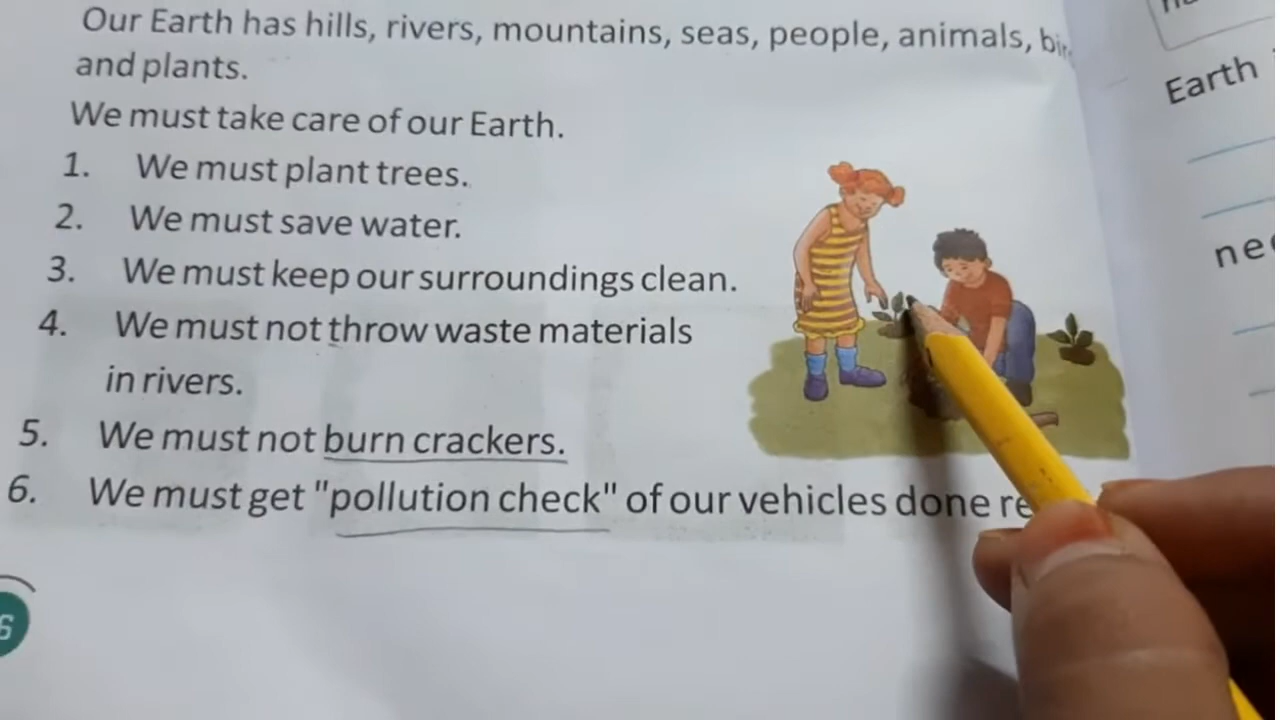 Our Earth has hills, rivers, mountains, seas, people, animals,
and plants.
We must take care of our Earth.
1. We must plant trees.
2. We must save water.
3. We must keep our surroundings clean.
4. We must not throw waste materials
in rivers.
5. We must not burn crackers.
6. We must get "pollution check" of our vehicles done
6
Earth